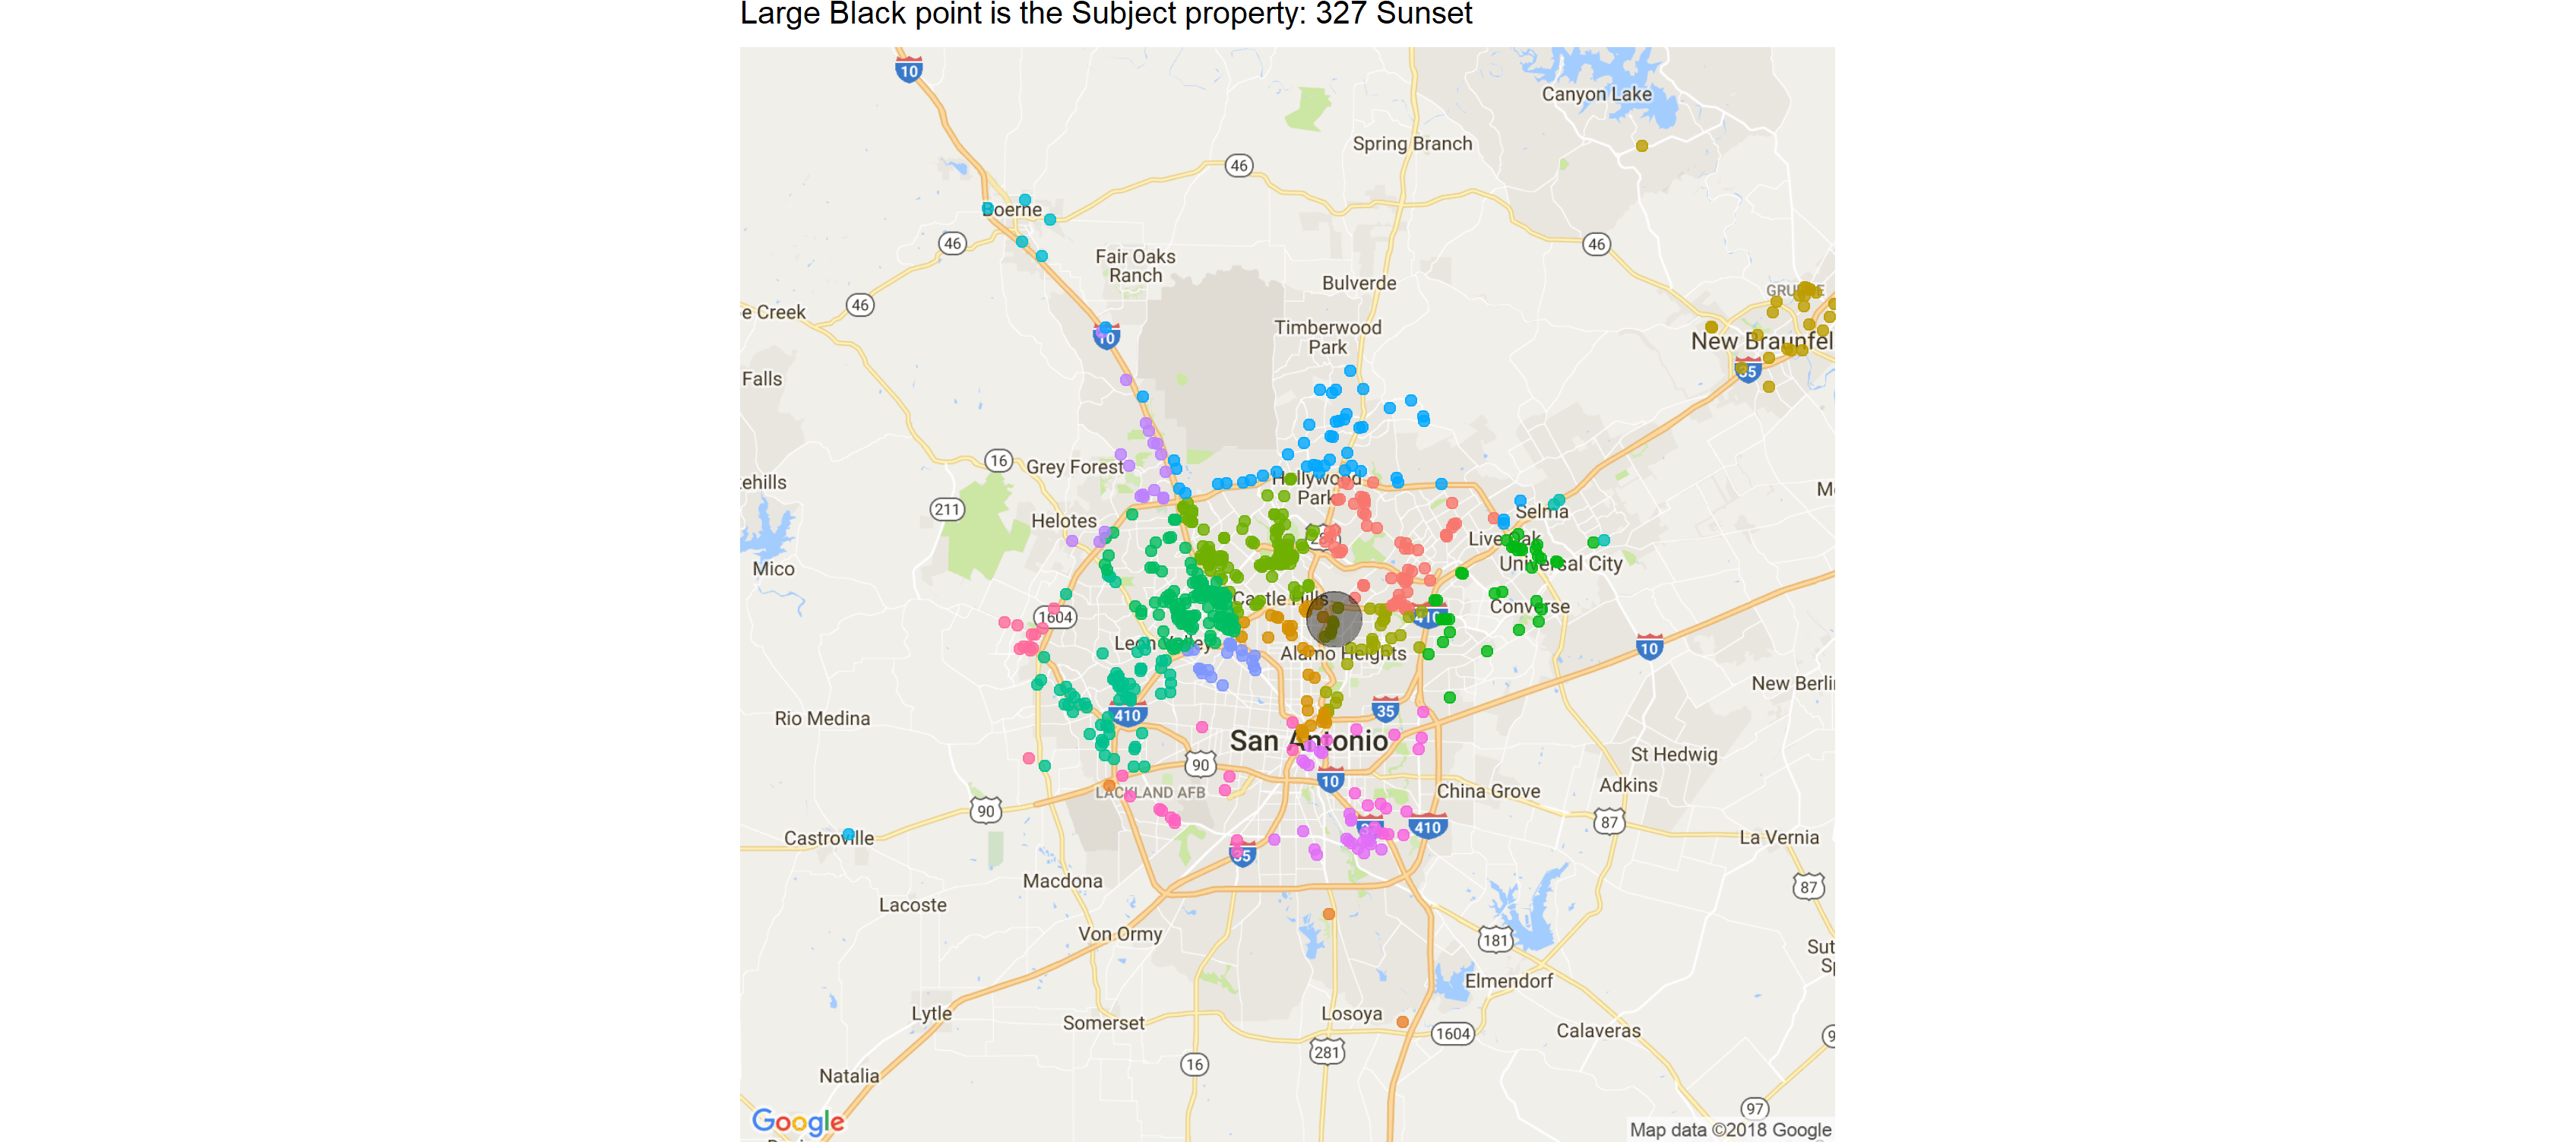 Large Black point is the Subject property: 327 Sunset
10
Canyon Lake
Spring Branch
46
Boerne
46
46
Fair Oaks
Ranch
Bulverde
46
e Creek
Timberwood
Park
10
New Braunfel
35
Falls
16
Grey Forest
Hollywood
Park
ehills
211
Helotes
Selma
Live Oak
Universal City
Mico
Castle Hills
Converse
1604
410
Leon Valley
Alamo Heights
10
New Berli
Rio Medina
410
35
San Antonio
St Hedwig
90
10
Adkins
LACKLAND AFB
China Grove
90
87
Castroville
410
La Vernia
35
Macdona
87
Lacoste
Von Ormy
181
Sut
Elmendorf
Lytle
Somerset
Losoya
1604
Calaveras
281
16
Natalia
97
Google
Map data ©2018 Google